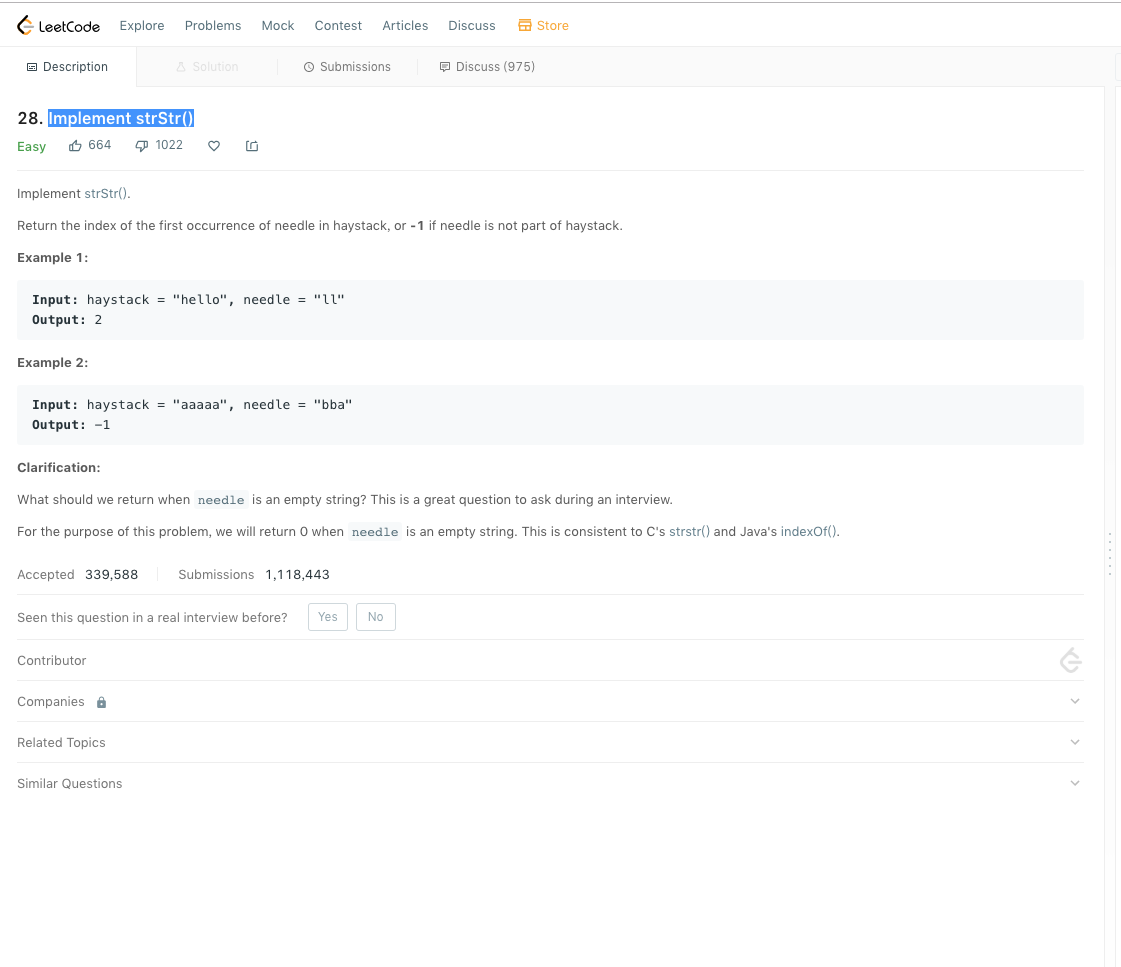 LeetCode Explore Problems Mock Contest Articles Discuss Store
Description Solution Submissions Discuss (975)
28. Implement strStr()
Easy 664 1022
Implement strStr().
Return the index of the first occurrence of needle in haystack, or -1 if needle is not part of haystack.
Example 1:
Input: haystack = "hello", needle = "ll"
Output: 2
Example 2:
Input: haystack = "aaaaa", needle = "bba"
Output: -1
Clarification:
What should we return when needle is an empty string? This is a great question to ask during an interview.
For the purpose of this problem, we will return 0 when needle is an empty string. This is consistent to C's strstr() and Java's indexOf().
Accepted 339,588 Submissions 1,118,443
Seen this question in a real interview before? Yes No
Contributor
Companies
Related Topics
Similar Questions